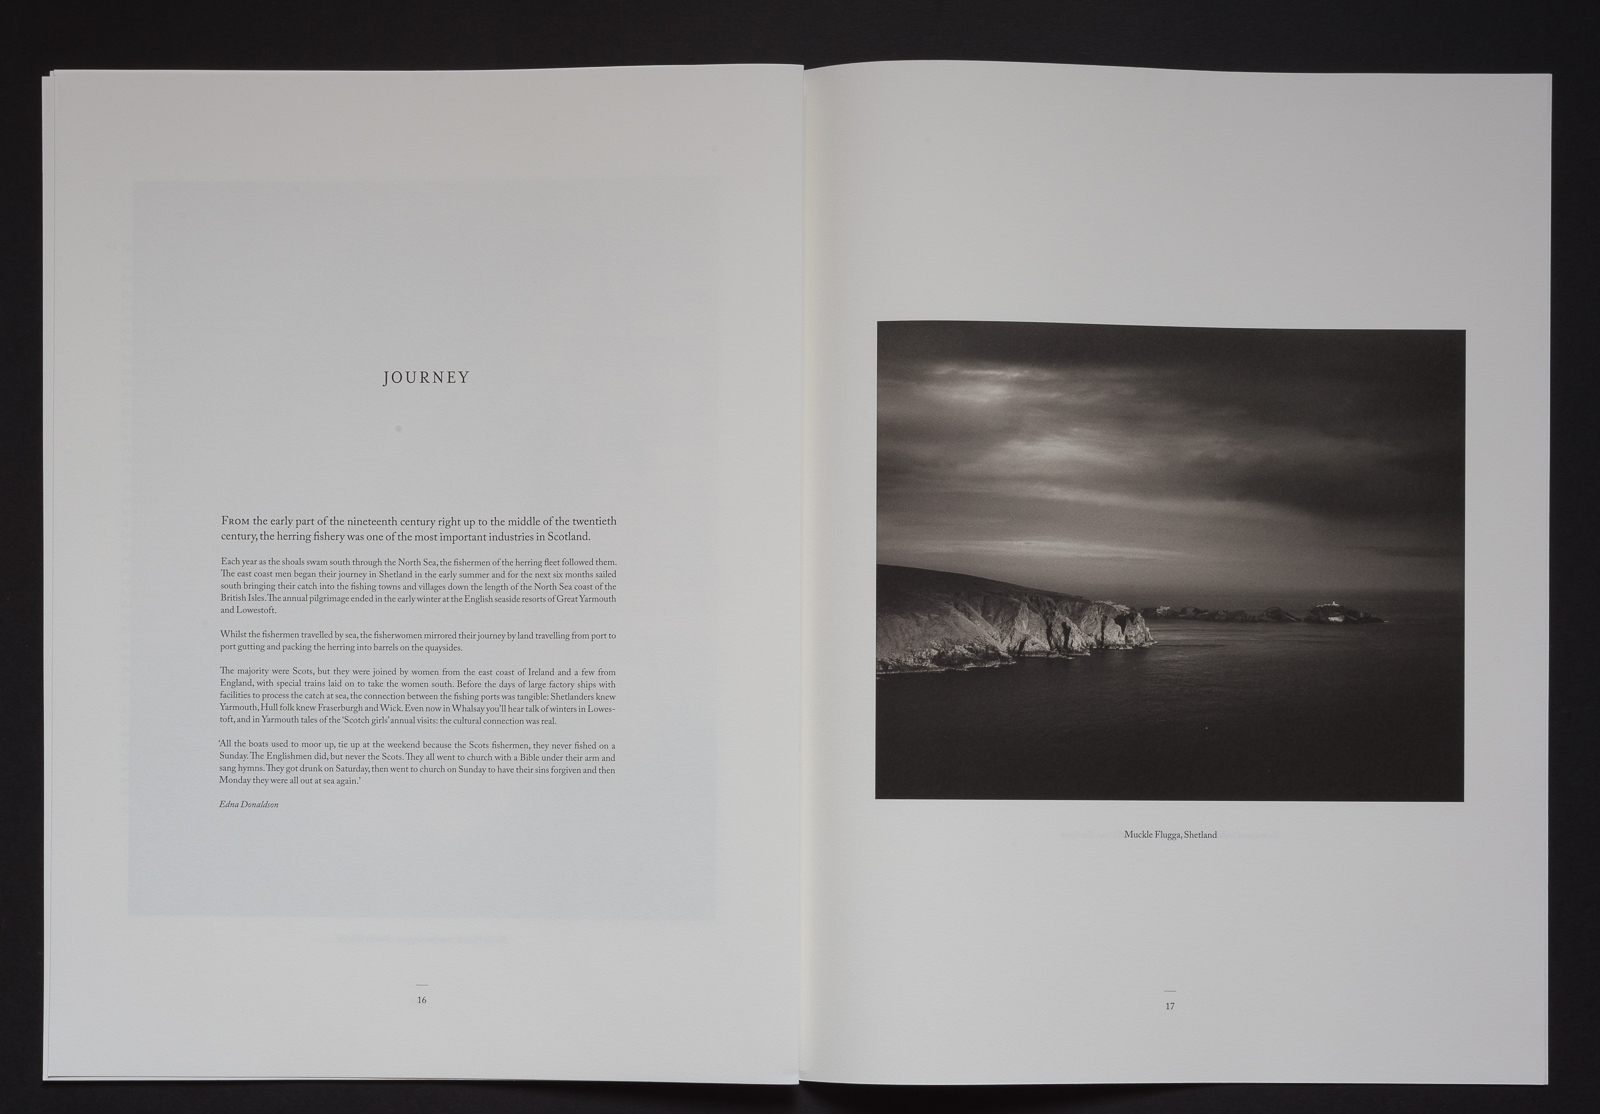 JOURNEY
FROM the early part of the nineteenth century right up to the middle of the twentieth
century, the herring fishery was one of the most important industries in Scotland.
Each year as the shoals swam south through the North Sea, the fishermen of the herring fleet followed them.
The east coast men began their journey in Shetland in the early summer and for the next six months sailed
south bringing their catch into the fishing towns and villages down the length of the North Sea coast of the
British Isles. The annual pilgrimage ended in the early winter at the English seaside resorts of Great Yarmouth
and Lowestoft.
Whilst the fishermen travelled by sea, the fisherwomen mirrored their journey by land travelling from port to
port gutting and packing the herring into barrels on the quaysides.
The majority were Scots, but they were joined by women from the east coast of Ireland and a few from
England, with special trains laid on to take the women south. Before the days of large factory ships with
facilities to process the catch at sea, the connection between the fishing ports was tangible: Shetlanders knew
Yarmouth, Hull folk knew Fraserburgh and Wick. Even now in Whalsay you'll hear talk of winters in Lowes-
toft, and in Yarmouth tales of the 'Scotch girls' annual visits: the cultural connection was real.
'All the boats used to moor up, tie up at the weekend because the Scots fishermen, they never fished on a
Sunday. The Englishmen did, but never the Scots. They all went to church with a Bible under their arm and
sang hymns. They got drunk on Saturday, then went to church on Sunday to have their sins forgiven and then
Monday they were all out at sea again.'
Edna Donaldson
16
Muckle Flugga, Shetland
17